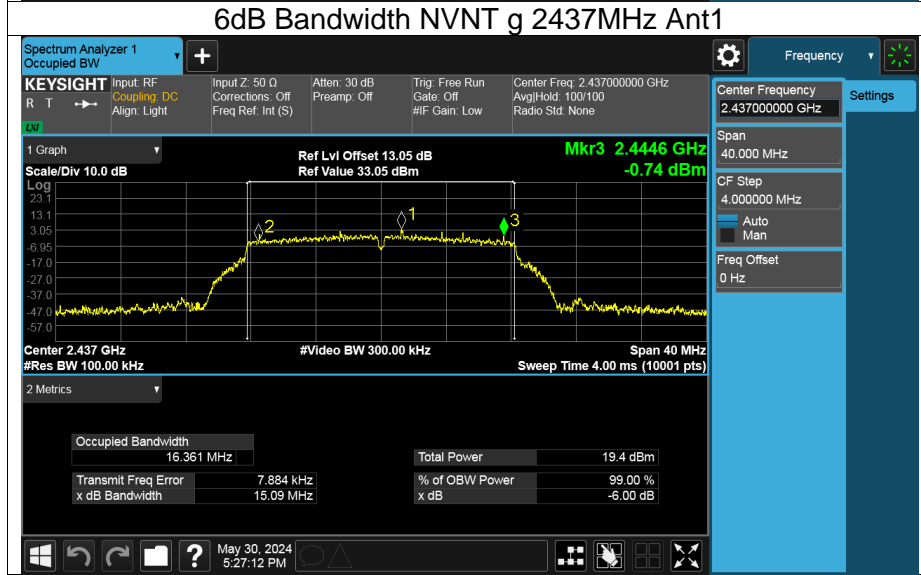 6dB Bandwidth NVNT g 2437MHz Ant1
Spectrum Analyzer 1
Occupied BW
+
Frequency
KEYSIGHT
R T
LXI
Input: RF
Coupling: DC
Align: Light
Input Z: 50 Ω
Corrections: Off
Freq Ref: Int (S)
Atten: 30 dB
Preamp: Off
Trig: Free Run
Gate: Off
#IF Gain: Low
Center Freq: 2.437000000 GHz
Avg|Hold: 100/100
Radio Std: None
Center Frequency
2.437000000 GHz
Settings
Span
40.000 MHz
CF Step
4.000000 MHz
Auto
Man
Freq Offset
0 Hz
1 Graph
Scale/Div 10.0 dB
Ref Lvl Offset 13.05 dB
Ref Value 33.05 dBm
Mkr3 2.4446 GHz
-0.74 dBm
Log
23.1
13.1
3.05
-6.95
-17.0
-27.0
-37.0
-47.0
-57.0
2
1
3
Center 2.437 GHz
#Res BW 100.00 kHz
#Video BW 300.00 kHz
Span 40 MHz
Sweep Time 4.00 ms (10001 pts)
2 Metrics
Occupied Bandwidth
16.361 MHz
Total Power 19.4 dBm
Transmit Freq Error 7.884 kHz
% of OBW Power 99.00 %
x dB Bandwidth 15.09 MHz
x dB -6.00 dB
?
May 30, 2024
5:27:12 PM